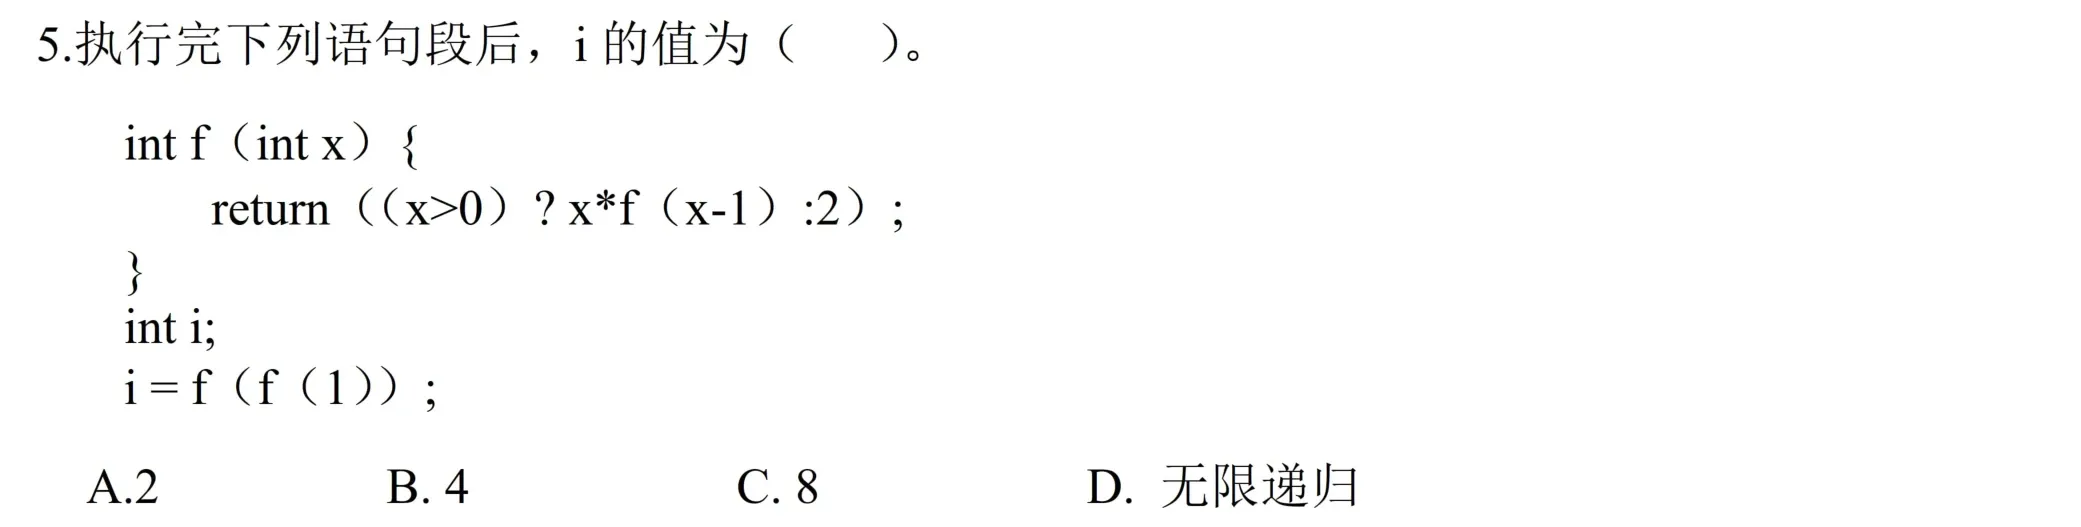 5.执行完下列语句段后，i 的值为（　　）。
int f（int x）{
return（（x>0）? x*f（x-1）:2）;
}
int i;
i = f（f（1））;
A.2　B. 4　C. 8　D. 无限递归